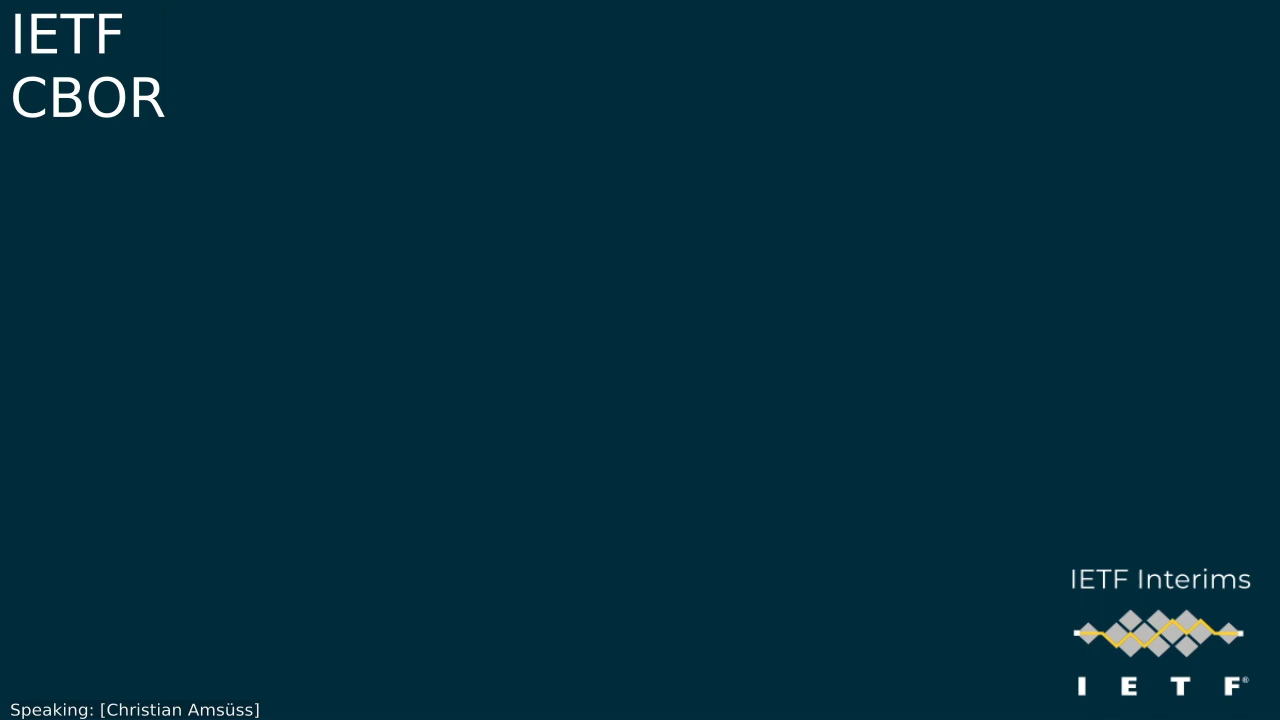 IETF
CBOR
IETF Interims
I E T F®
Speaking: [Christian Amsüss]